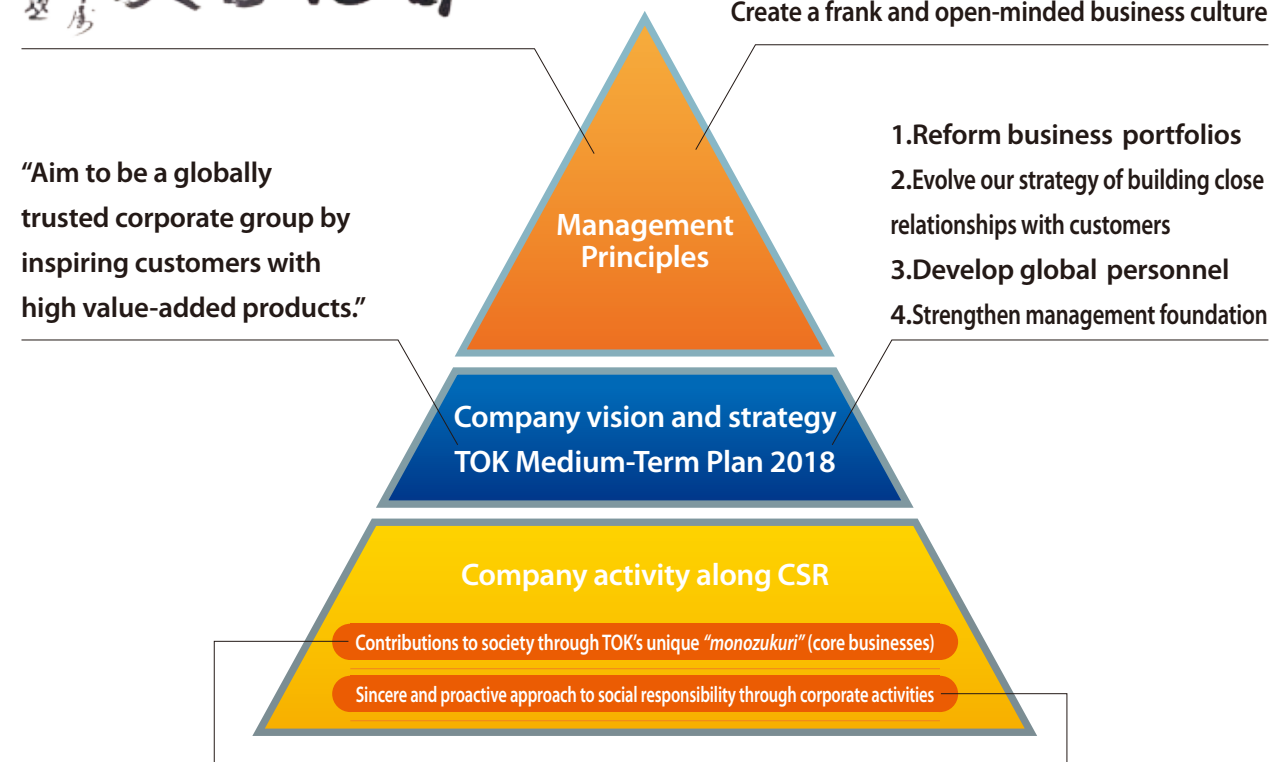 Create a frank and open-minded business culture
“Aim to be a globally
trusted corporate group by
inspiring customers with
high value-added products.”
1.Reform business portfolios
2.Evolve our strategy of building close
relationships with customers
3.Develop global personnel
4.Strengthen management foundation
Management
Principles
Company vision and strategy
TOK Medium-Term Plan 2018
Company activity along CSR
Contributions to society through TOK’s unique “monozukuri” (core businesses)
Sincere and proactive approach to social responsibility through corporate activities